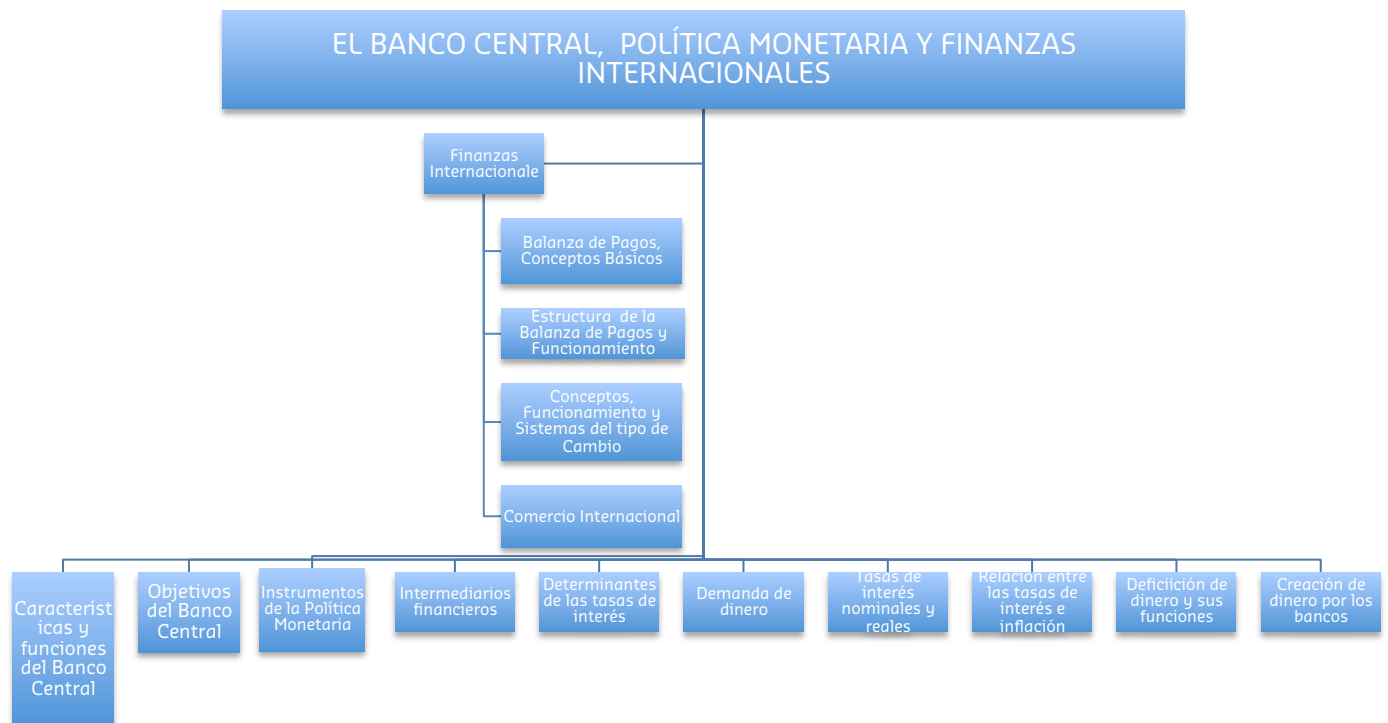 EL BANCO CENTRAL,  POLÍTICA MONETARIA Y FINANZAS
INTERNACIONALES
Finanzas
Internacionale
Balanza de Pagos,
Conceptos Básicos
Estructura  de la
Balanza de Pagos y
Funcionamiento
Conceptos,
Funcionamiento y
Sistemas del tipo de
Cambio
Comercio Internacional
Característ
icas y
funciones
del Banco
Central
Objetivos
del Banco
Central
Instrumentos
de la Política
Monetaria
Intermediarios
financieros
Determinantes
de las tasas de
interés
Demanda de
dinero
Tasas de
interés
nominales y
reales
Relación entre
las tasas de
interés e
inflación
Deficiición de
dinero y sus
funciones
Creación de
dinero por los
bancos